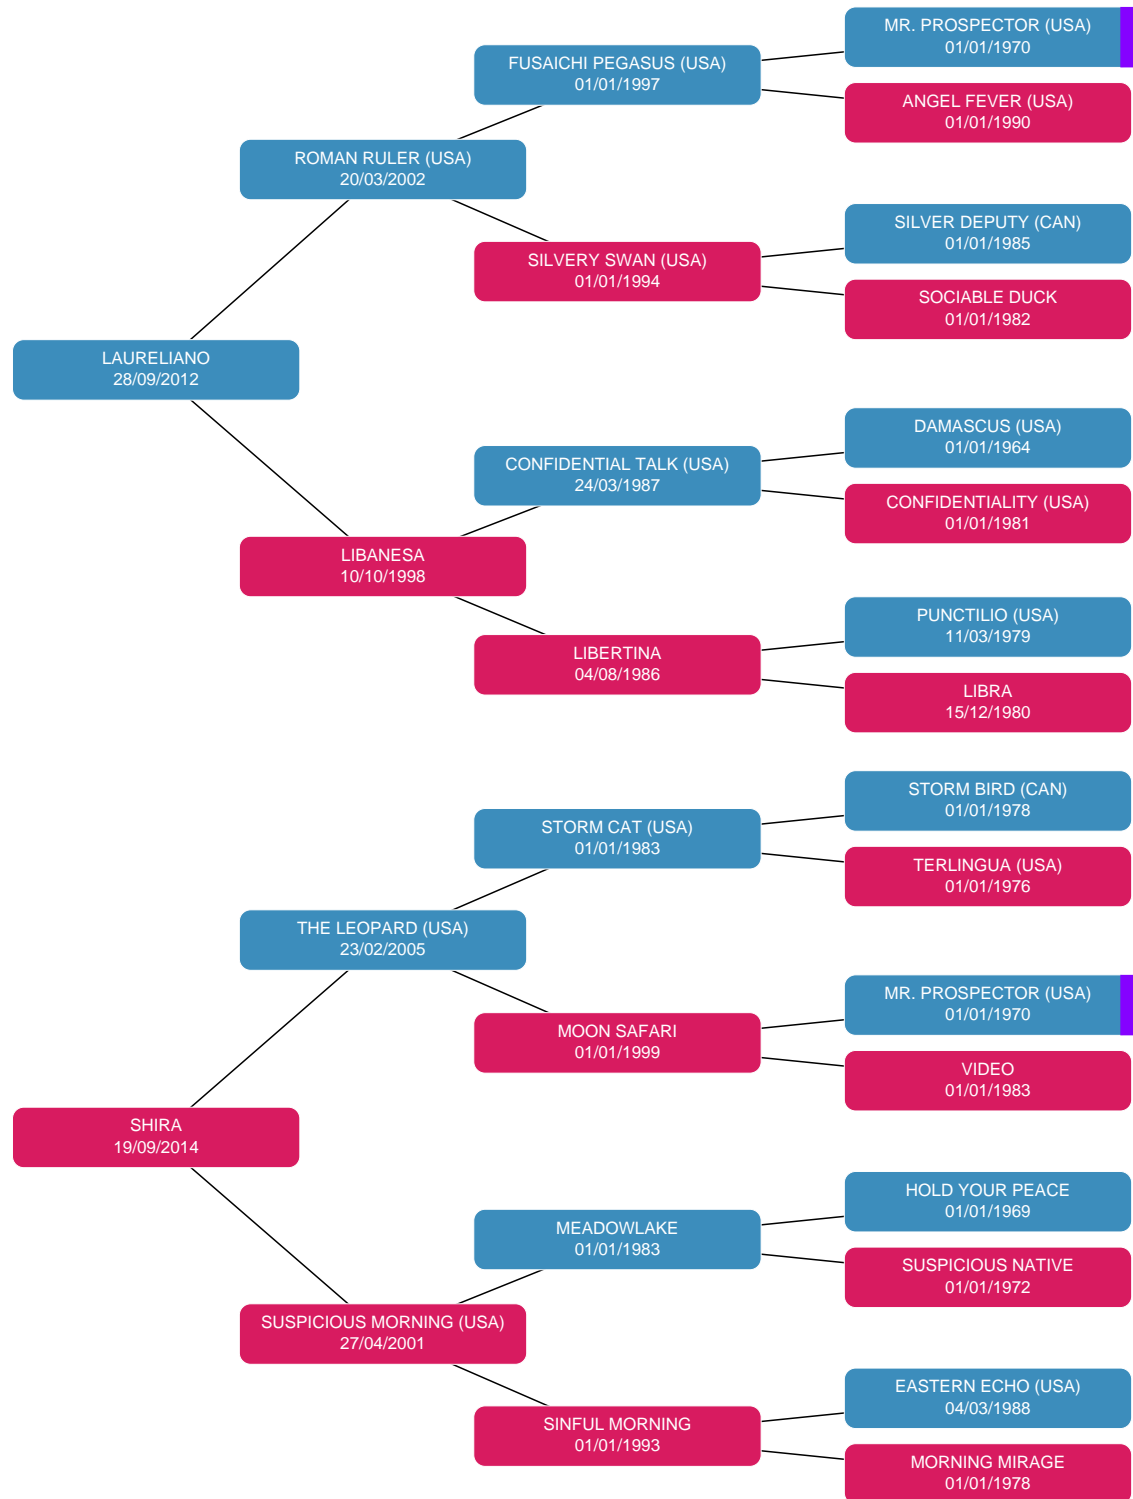 MR. PROSPECTOR (USA)
01/01/1970
FUSAICHI PEGASUS (USA)
01/01/1997
ANGEL FEVER (USA)
01/01/1990
ROMAN RULER (USA)
20/03/2002
SILVER DEPUTY (CAN)
01/01/1985
SILVERY SWAN (USA)
01/01/1994
SOCIABLE DUCK
01/01/1982
LAURELIANO
28/09/2012
DAMASCUS (USA)
01/01/1964
CONFIDENTIAL TALK (USA)
24/03/1987
CONFIDENTIALITY (USA)
01/01/1981
LIBANESA
10/10/1998
PUNCTILIO (USA)
11/03/1979
LIBERTINA
04/08/1986
LIBRA
15/12/1980
STORM BIRD (CAN)
01/01/1978
STORM CAT (USA)
01/01/1983
TERLINGUA (USA)
01/01/1976
THE LEOPARD (USA)
23/02/2005
MR. PROSPECTOR (USA)
01/01/1970
MOON SAFARI
01/01/1999
VIDEO
01/01/1983
SHIRA
19/09/2014
HOLD YOUR PEACE
01/01/1969
MEADOWLAKE
01/01/1983
SUSPICIOUS NATIVE
01/01/1972
SUSPICIOUS MORNING (USA)
27/04/2001
EASTERN ECHO (USA)
04/03/1988
SINFUL MORNING
01/01/1993
MORNING MIRAGE
01/01/1978